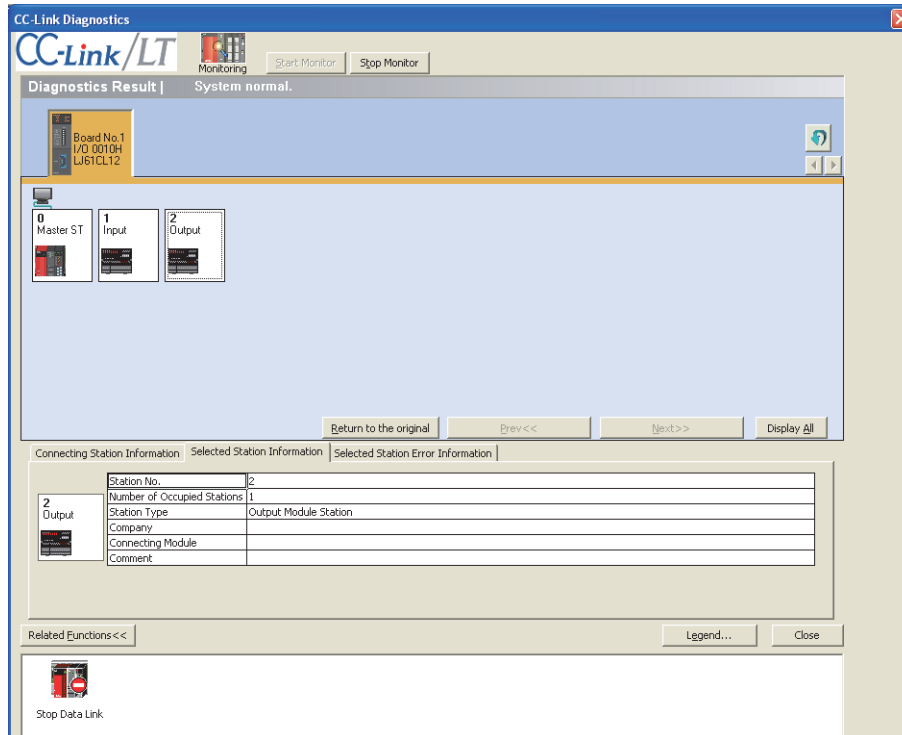 CC-Link Diagnostics
CC-Link/LT
Monitoring
Start Monitor
Stop Monitor
Diagnostics Result |
System normal.
Board No.1
I/O 0010H
LJ61CL12
0
Master ST
1
Input
2
Output
Return to the original
Prev<<
Next>>
Display All
Connecting Station Information
Selected Station Information
Selected Station Error Information
2
Output
Station No. 2
Number of Occupied Stations 1
Station Type Output Module Station
Company
Connecting Module
Comment
Related Functions<<
Legend...
Close
Stop Data Link